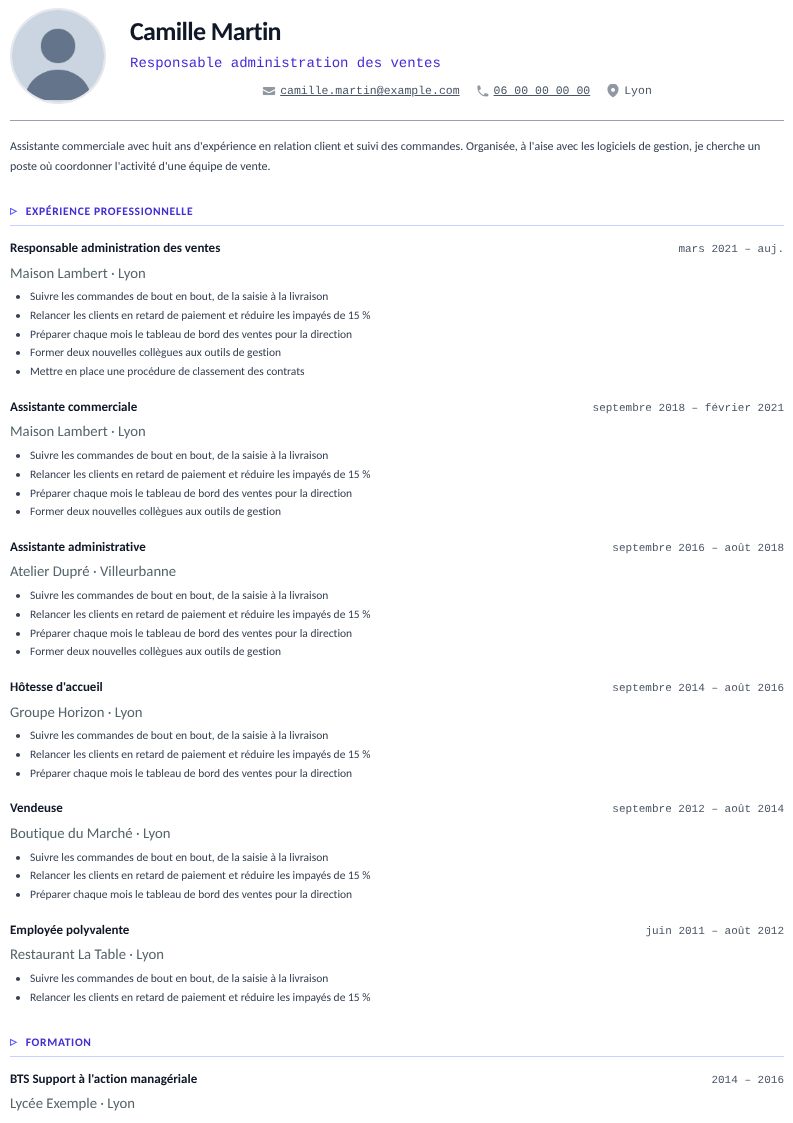 Camille Martin
Responsable administration des ventes
camille.martin@example.com 06 00 00 00 00 Lyon
Assistante commerciale avec huit ans d'expérience en relation client et suivi des commandes. Organisée, à l'aise avec les logiciels de gestion, je cherche un
poste où coordonner l'activité d'une équipe de vente.
EXPÉRIENCE PROFESSIONNELLE
Responsable administration des ventes mars 2021 – auj.
Maison Lambert · Lyon
• Suivre les commandes de bout en bout, de la saisie à la livraison
• Relancer les clients en retard de paiement et réduire les impayés de 15 %
• Préparer chaque mois le tableau de bord des ventes pour la direction
• Former deux nouvelles collègues aux outils de gestion
• Mettre en place une procédure de classement des contrats
Assistante commerciale septembre 2018 – février 2021
Maison Lambert · Lyon
• Suivre les commandes de bout en bout, de la saisie à la livraison
• Relancer les clients en retard de paiement et réduire les impayés de 15 %
• Préparer chaque mois le tableau de bord des ventes pour la direction
• Former deux nouvelles collègues aux outils de gestion
Assistante administrative septembre 2016 – août 2018
Atelier Dupré · Villeurbanne
• Suivre les commandes de bout en bout, de la saisie à la livraison
• Relancer les clients en retard de paiement et réduire les impayés de 15 %
• Préparer chaque mois le tableau de bord des ventes pour la direction
• Former deux nouvelles collègues aux outils de gestion
Hôtesse d'accueil septembre 2014 – août 2016
Groupe Horizon · Lyon
• Suivre les commandes de bout en bout, de la saisie à la livraison
• Relancer les clients en retard de paiement et réduire les impayés de 15 %
• Préparer chaque mois le tableau de bord des ventes pour la direction
Vendeuse septembre 2012 – août 2014
Boutique du Marché · Lyon
• Suivre les commandes de bout en bout, de la saisie à la livraison
• Relancer les clients en retard de paiement et réduire les impayés de 15 %
• Préparer chaque mois le tableau de bord des ventes pour la direction
Employée polyvalente juin 2011 – août 2012
Restaurant La Table · Lyon
• Suivre les commandes de bout en bout, de la saisie à la livraison
• Relancer les clients en retard de paiement et réduire les impayés de 15 %
FORMATION
BTS Support à l'action managériale 2014 – 2016
Lycée Exemple · Lyon